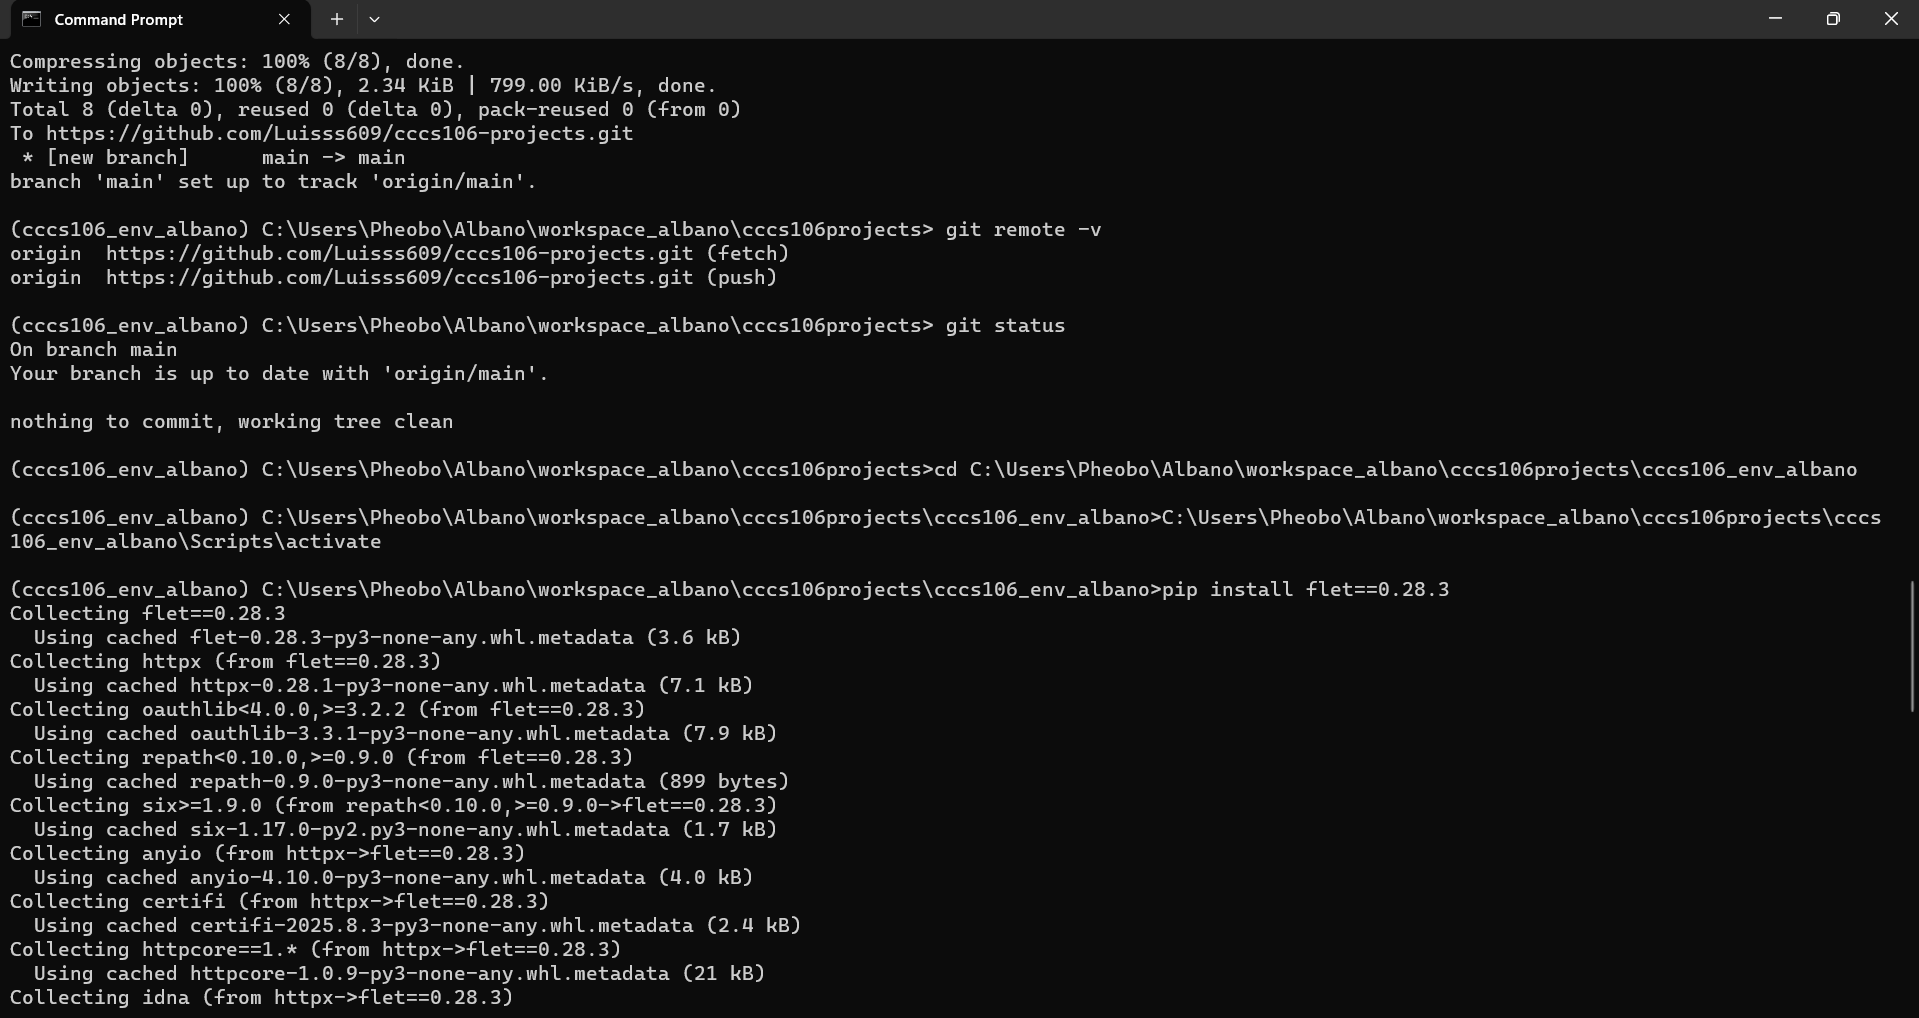 Command Prompt
Compressing objects: 100% (8/8), done.
Writing objects: 100% (8/8), 2.34 KiB | 799.00 KiB/s, done.
Total 8 (delta 0), reused 0 (delta 0), pack-reused 0 (from 0)
To https://github.com/Luisss609/cccs106-projects.git
 * [new branch]      main -> main
branch 'main' set up to track 'origin/main'.
(cccs106_env_albano) C:\Users\Pheobo\Albano\workspace_albano\cccs106projects> git remote -v
origin  https://github.com/Luisss609/cccs106-projects.git (fetch)
origin  https://github.com/Luisss609/cccs106-projects.git (push)
(cccs106_env_albano) C:\Users\Pheobo\Albano\workspace_albano\cccs106projects> git status
On branch main
Your branch is up to date with 'origin/main'.
nothing to commit, working tree clean
(cccs106_env_albano) C:\Users\Pheobo\Albano\workspace_albano\cccs106projects>cd C:\Users\Pheobo\Albano\workspace_albano\cccs106projects\cccs106_env_albano
(cccs106_env_albano) C:\Users\Pheobo\Albano\workspace_albano\cccs106projects\cccs106_env_albano>C:\Users\Pheobo\Albano\workspace_albano\cccs106projects\cccs
106_env_albano\Scripts\activate
(cccs106_env_albano) C:\Users\Pheobo\Albano\workspace_albano\cccs106projects\cccs106_env_albano>pip install flet==0.28.3
Collecting flet==0.28.3
  Using cached flet-0.28.3-py3-none-any.whl.metadata (3.6 kB)
Collecting httpx (from flet==0.28.3)
  Using cached httpx-0.28.1-py3-none-any.whl.metadata (7.1 kB)
Collecting oauthlib<4.0.0,>=3.2.2 (from flet==0.28.3)
  Using cached oauthlib-3.3.1-py3-none-any.whl.metadata (7.9 kB)
Collecting repath<0.10.0,>=0.9.0 (from flet==0.28.3)
  Using cached repath-0.9.0-py3-none-any.whl.metadata (899 bytes)
Collecting six>=1.9.0 (from repath<0.10.0,>=0.9.0->flet==0.28.3)
  Using cached six-1.17.0-py2.py3-none-any.whl.metadata (1.7 kB)
Collecting anyio (from httpx->flet==0.28.3)
  Using cached anyio-4.10.0-py3-none-any.whl.metadata (4.0 kB)
Collecting certifi (from httpx->flet==0.28.3)
  Using cached certifi-2025.8.3-py3-none-any.whl.metadata (2.4 kB)
Collecting httpcore==1.* (from httpx->flet==0.28.3)
  Using cached httpcore-1.0.9-py3-none-any.whl.metadata (21 kB)
Collecting idna (from httpx->flet==0.28.3)